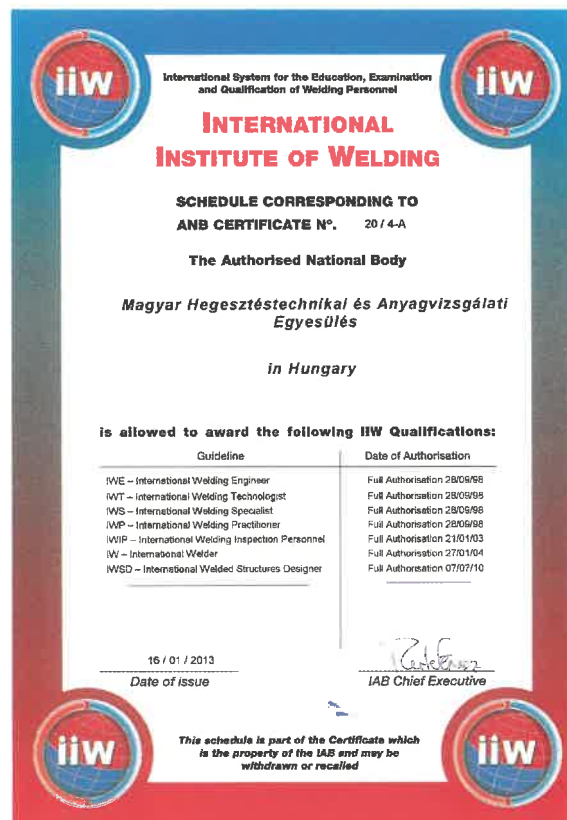 iiw
iiw
International System for the Education, Examination
and Qualification of Welding Personnel
INTERNATIONAL
INSTITUTE OF WELDING
SCHEDULE CORRESPONDING TO
ANB CERTIFICATE Nº. 20 / 4-A
The Authorised National Body
Magyar Hegesztéstechnikai és Anyagvizsgálati
Egyesülés
in Hungary
is allowed to award the following IIW Qualifications:
Guideline Date of Authorisation
IWE – International Welding Engineer Full Authorisation 28/09/98
IWT – International Welding Technologist Full Authorisation 28/09/98
IWS – International Welding Specialist Full Authorisation 28/09/98
IWP – International Welding Practitioner Full Authorisation 28/09/98
IWIP – International Welding Inspection Personnel Full Authorisation 21/01/03
IW – International Welder Full Authorisation 27/01/04
IWSD – International Welded Structures Designer Full Authorisation 07/07/10
16 / 01 / 2013
Date of issue IAB Chief Executive
This schedule is part of the Certificate which
is the property of the IAB and may be
withdrawn or recalled
iiw
iiw